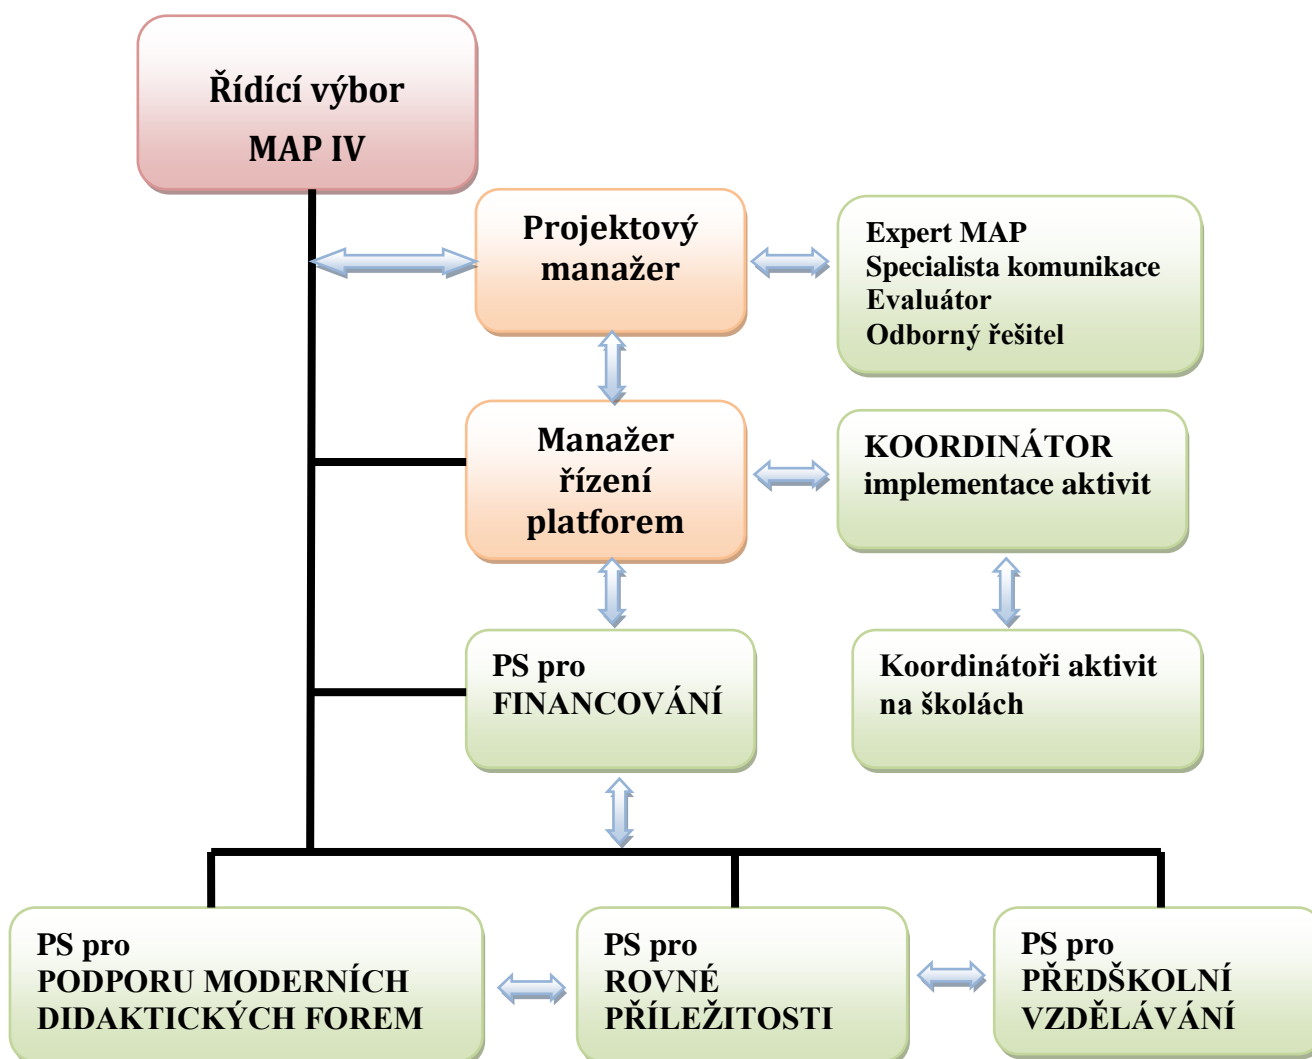 Řídící výbor
MAP IV
Projektový
manažer
Expert MAP
Specialista komunikace
Evaluátor
Odborný řešitel
Manažer
řízení
platforem
KOORDINÁTOR
implementace aktivit
PS pro
FINANCOVÁNÍ
Koordinátoři aktivit
na školách
PS pro
PODPORU MODERNÍCH
DIDAKTICKÝCH FOREM
PS pro
ROVNÉ
PŘÍLEŽITOSTI
PS pro
PŘEDŠKOLNÍ
VZDĚLÁVÁNÍ